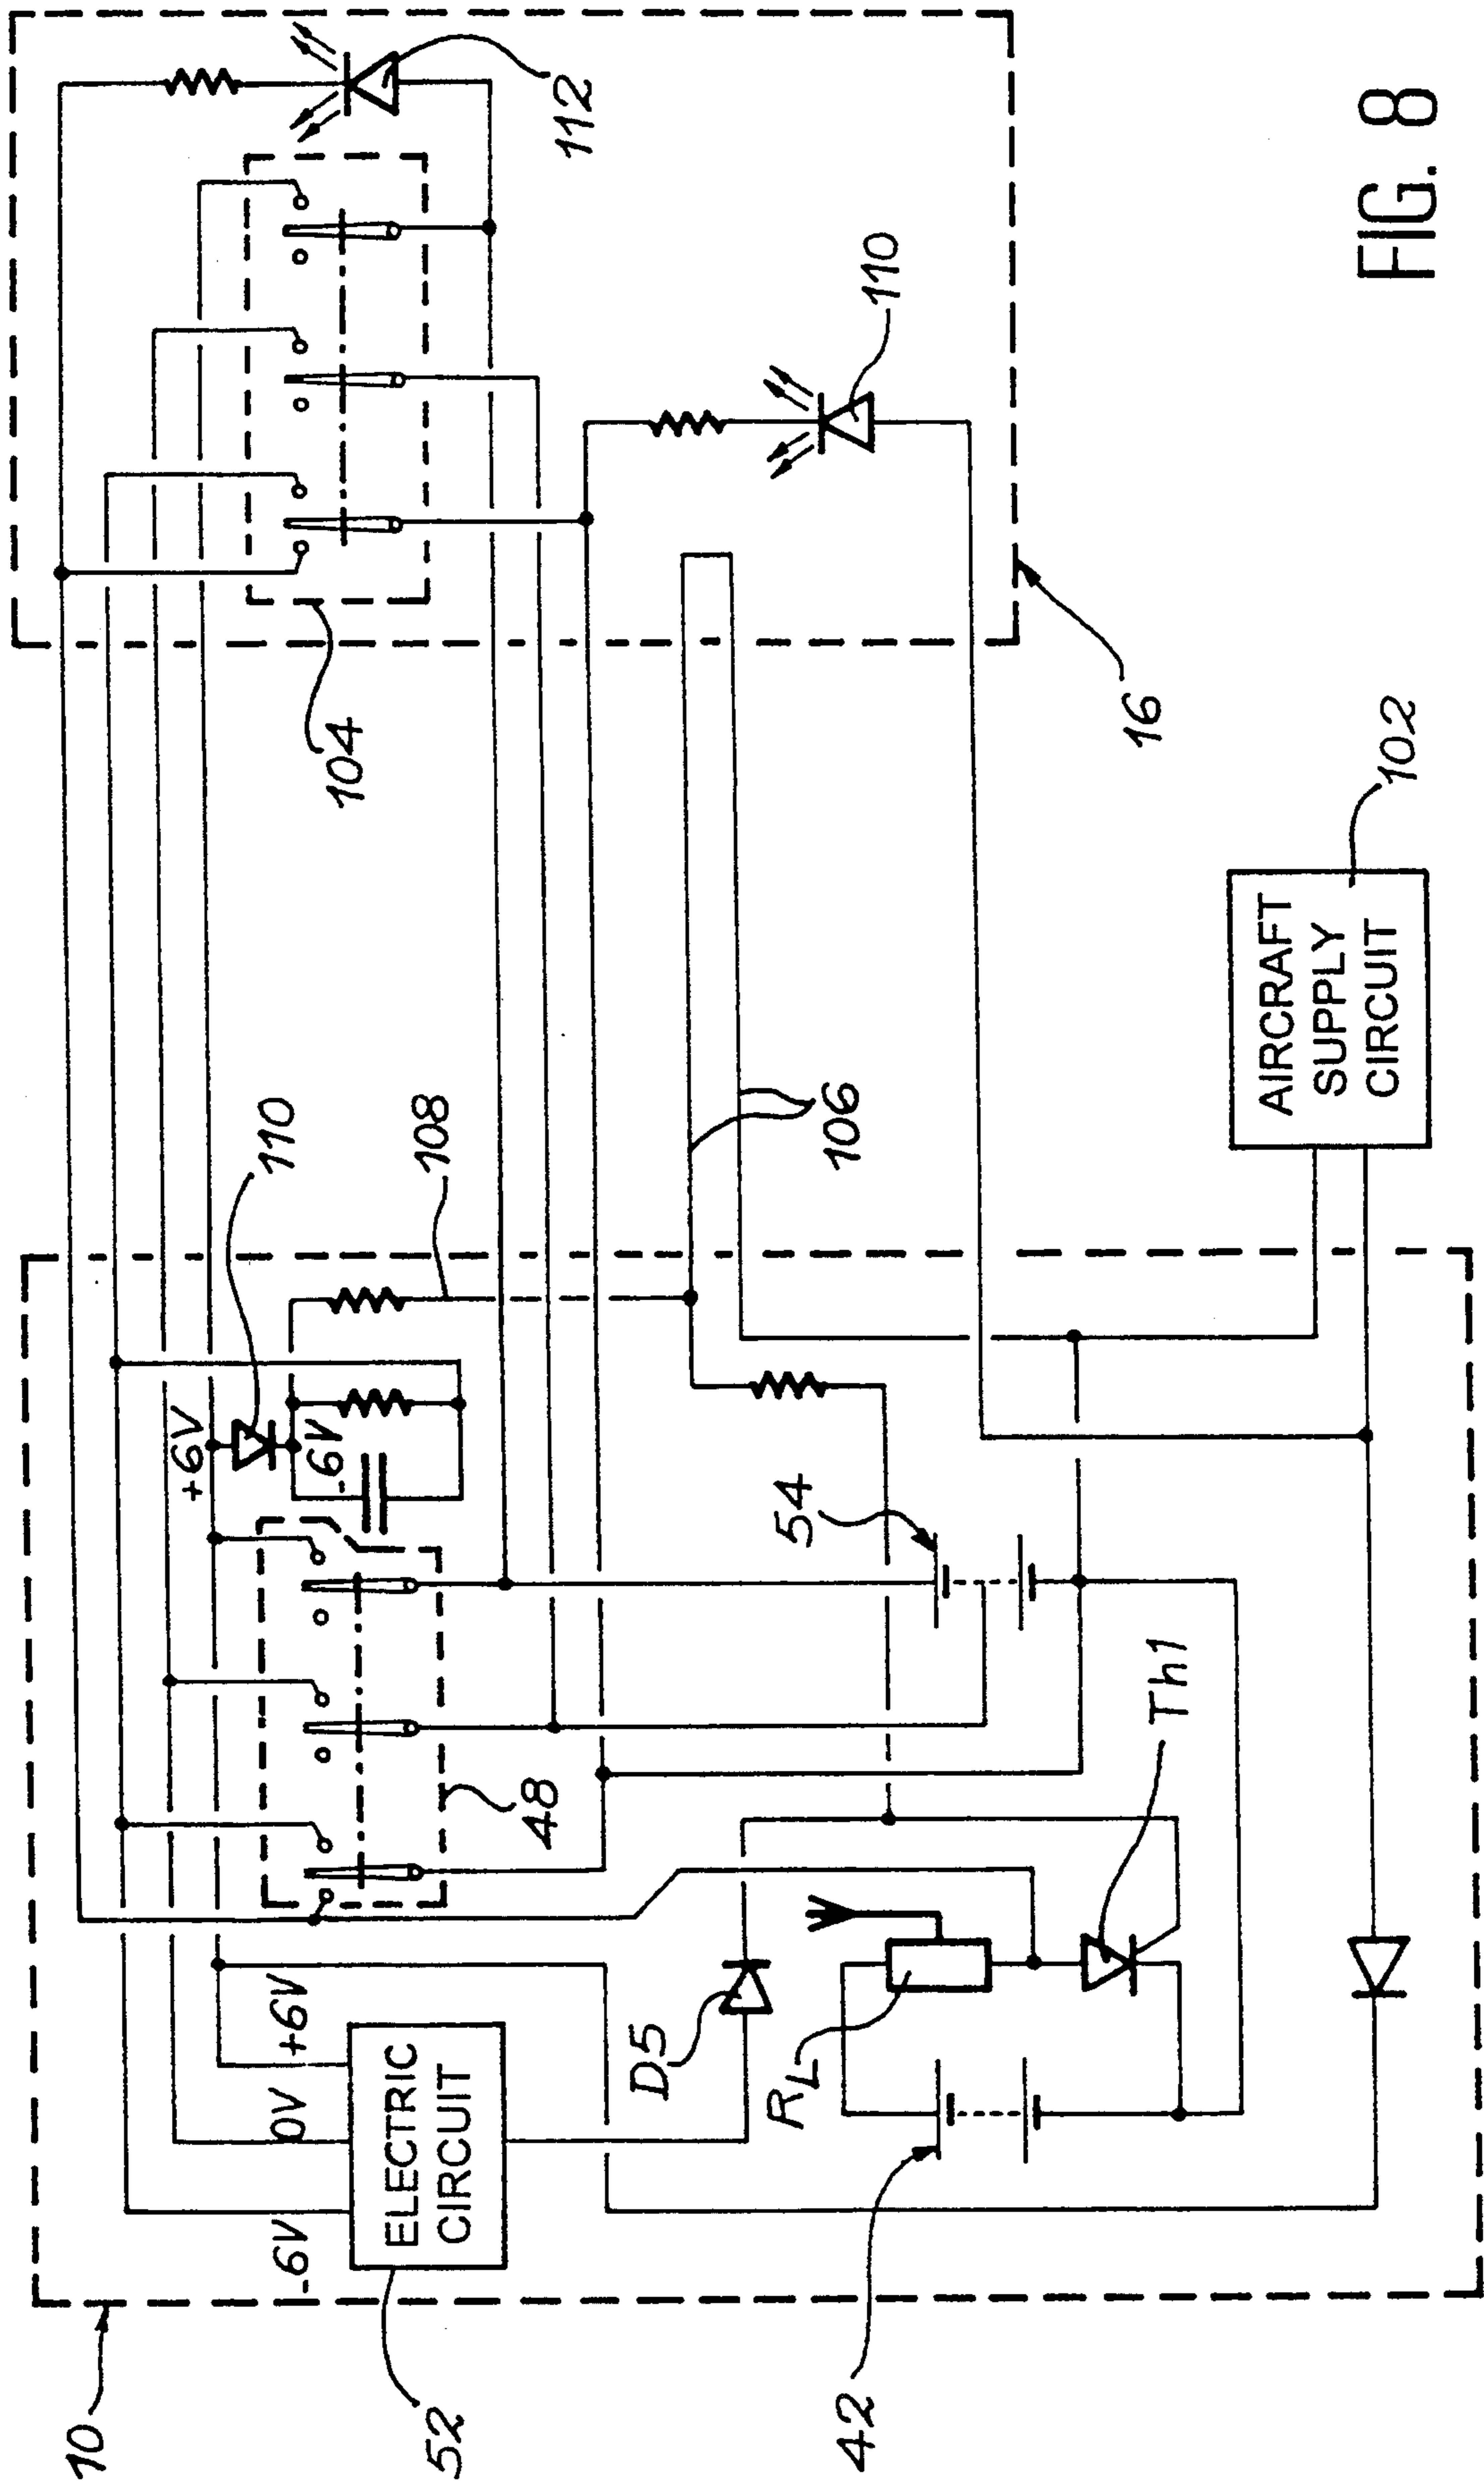 10
52
-6V
0V
+6V
ELECTRIC
CIRCUIT
42
D5
RL
Th1
48
54
+6V
-6V
110
108
106
104
16
AIRCRAFT
SUPPLY
CIRCUIT
102
110
112
FIG. 8